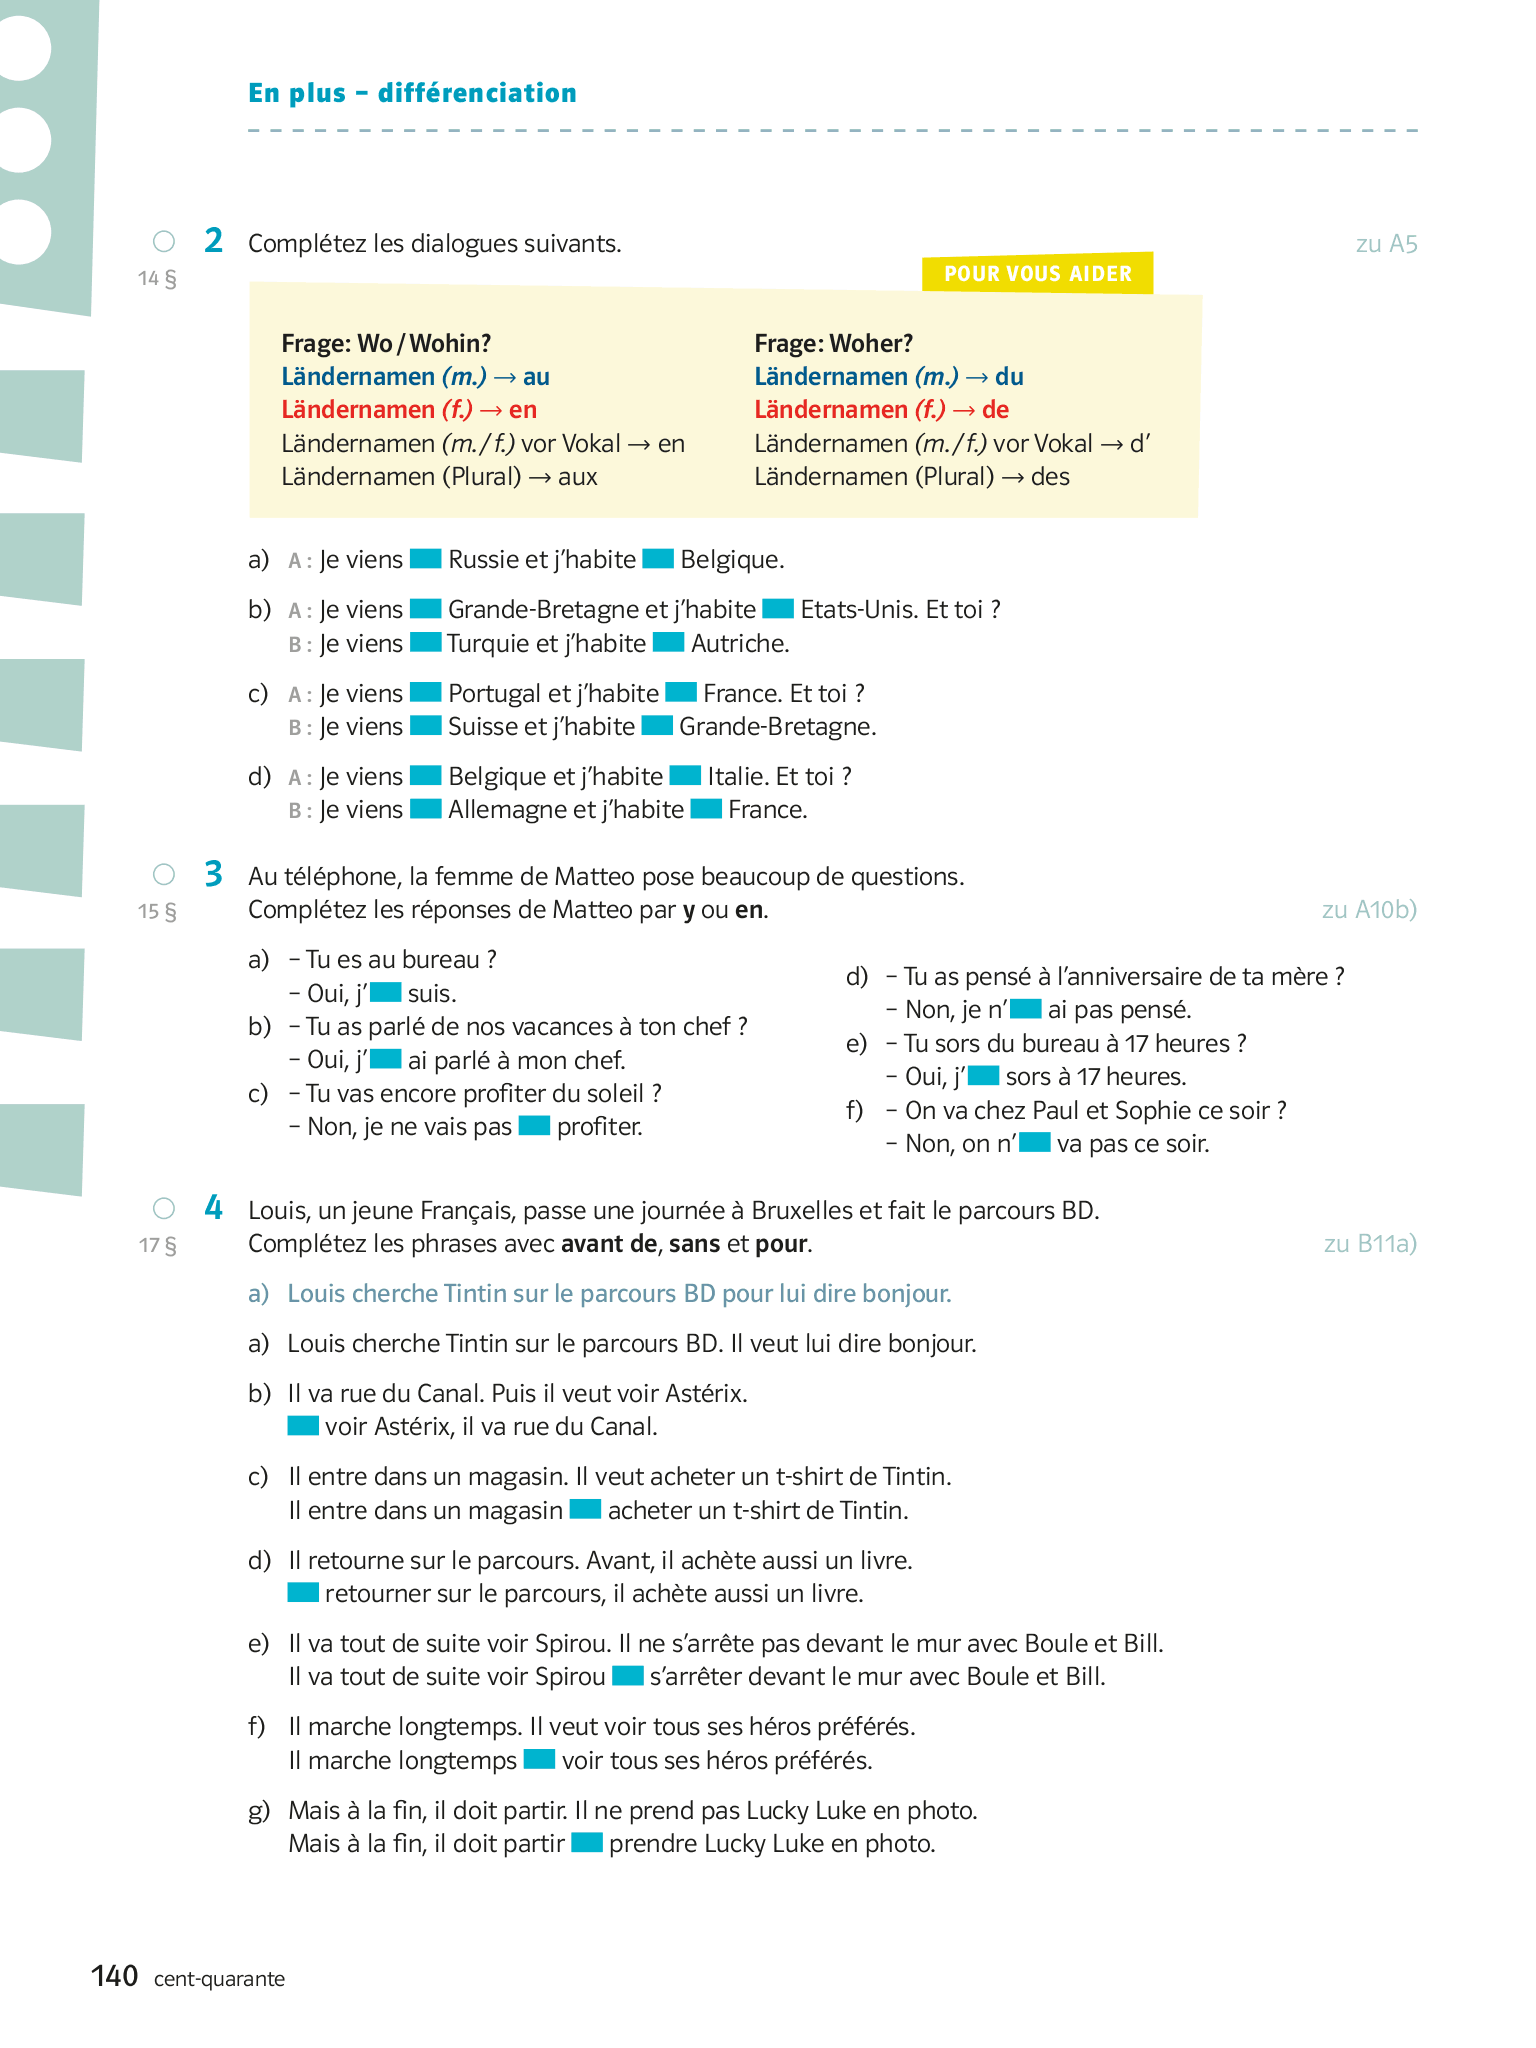 En plus – différenciation
2 Complétez les dialogues suivants. zu A5
14 §
POUR VOUS AIDER
Frage: Wo / Wohin?
Ländernamen (m.) → au
Ländernamen (f.) → en
Ländernamen (m./f.) vor Vokal → en
Ländernamen (Plural) → aux
Frage: Woher?
Ländernamen (m.) → du
Ländernamen (f.) → de
Ländernamen (m./f.) vor Vokal → d’
Ländernamen (Plural) → des
a) A : Je viens Russie et j’habite Belgique.
b) A : Je viens Grande-Bretagne et j’habite Etats-Unis. Et toi ?
B : Je viens Turquie et j’habite Autriche.
c) A : Je viens Portugal et j’habite France. Et toi ?
B : Je viens Suisse et j’habite Grande-Bretagne.
d) A : Je viens Belgique et j’habite Italie. Et toi ?
B : Je viens Allemagne et j’habite France.
3 Au téléphone, la femme de Matteo pose beaucoup de questions.
15 § Complétez les réponses de Matteo par y ou en. zu A10b)
a) – Tu es au bureau ?
– Oui, j’ suis.
b) – Tu as parlé de nos vacances à ton chef ?
– Oui, j’ ai parlé à mon chef.
c) – Tu vas encore profiter du soleil ?
– Non, je ne vais pas profiter.
d) – Tu as pensé à l’anniversaire de ta mère ?
– Non, je n’ ai pas pensé.
e) – Tu sors du bureau à 17 heures ?
– Oui, j’ sors à 17 heures.
f) – On va chez Paul et Sophie ce soir ?
– Non, on n’ va pas ce soir.
4 Louis, un jeune Français, passe une journée à Bruxelles et fait le parcours BD.
17 § Complétez les phrases avec avant de, sans et pour. zu B11a)
a) Louis cherche Tintin sur le parcours BD pour lui dire bonjour.
a) Louis cherche Tintin sur le parcours BD. Il veut lui dire bonjour.
b) Il va rue du Canal. Puis il veut voir Astérix.
voir Astérix, il va rue du Canal.
c) Il entre dans un magasin. Il veut acheter un t-shirt de Tintin.
Il entre dans un magasin acheter un t-shirt de Tintin.
d) Il retourne sur le parcours. Avant, il achète aussi un livre.
retourner sur le parcours, il achète aussi un livre.
e) Il va tout de suite voir Spirou. Il ne s’arrête pas devant le mur avec Boule et Bill.
Il va tout de suite voir Spirou s’arrêter devant le mur avec Boule et Bill.
f) Il marche longtemps. Il veut voir tous ses héros préférés.
Il marche longtemps voir tous ses héros préférés.
g) Mais à la fin, il doit partir. Il ne prend pas Lucky Luke en photo.
Mais à la fin, il doit partir prendre Lucky Luke en photo.
140 cent-quarante